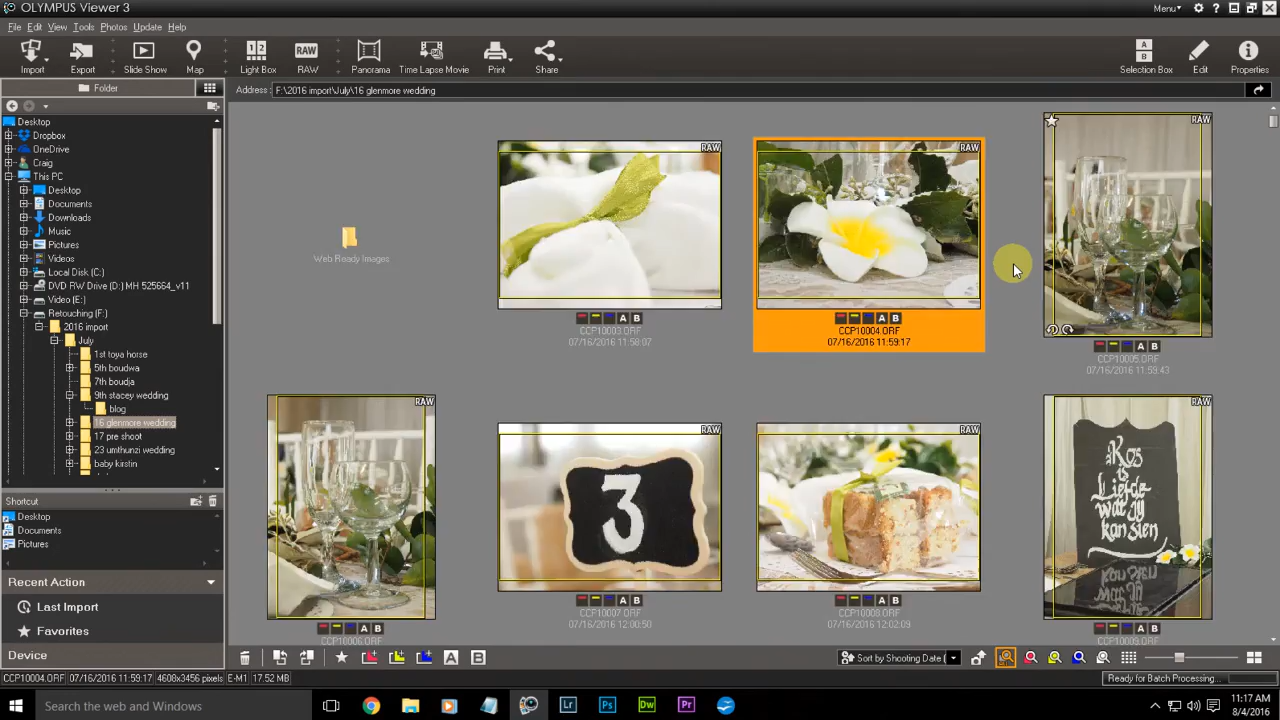 OLYMPUS Viewer 3
Menu
File Edit View Tools Photos Update Help
Import Export Slide Show Map Light Box RAW Panorama Time Lapse Movie Print Share Selection Box Edit Properties
Folder
Address : F:\2016 import\July\16 glenmore wedding
Desktop
Dropbox
OneDrive
Craig
This PC
Desktop
Documents
Downloads
Music
Pictures
Videos
Local Disk (C:)
DVD RW Drive (D:) MH 525664_v11
Video (E:)
Retouching (F:)
2016 import
July
1st toya horse
5th boudwa
7th boudja
9th stacey wedding
blog
16 glenmore wedding
17 pre shoot
23 umthunzi wedding
baby kirstin
Shortcut
Desktop
Documents
Pictures
Recent Action
Last Import
Favorites
Device
Web Ready Images
RAW
A B
CCP10003.ORF
07/16/2016 11:58:07
RAW
A B
CCP10004.ORF
07/16/2016 11:59:17
RAW
A B
CCP10005.ORF
07/16/2016 11:59:43
RAW
A B
CCP10006.ORF
RAW
3
A B
CCP10007.ORF
07/16/2016 12:00:50
RAW
A B
CCP10008.ORF
07/16/2016 12:02:09
RAW
Kos
is
Liefde
wat jy
kan sien
A B
CCP10009.ORF
A B
Sort by Shooting Date (
CCP10004.ORF 07/16/2016 11:59:17 4608x3456 pixels E-M1 17.52 MB
Ready for Batch Processing...
Search the web and Windows
Lr Ps Dw Pr
11:17 AM
8/4/2016